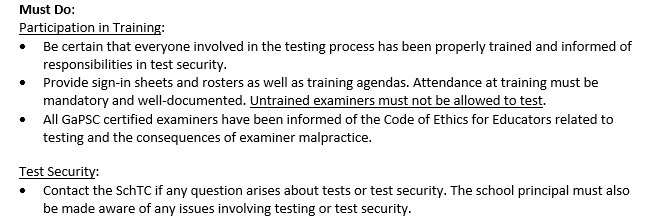 Must Do:
Participation in Training:
• Be certain that everyone involved in the testing process has been properly trained and informed of
responsibilities in test security.
• Provide sign-in sheets and rosters as well as training agendas. Attendance at training must be
mandatory and well-documented. Untrained examiners must not be allowed to test.
• All GaPSC certified examiners have been informed of the Code of Ethics for Educators related to
testing and the consequences of examiner malpractice.
Test Security:
• Contact the SchTC if any question arises about tests or test security. The school principal must also
be made aware of any issues involving testing or test security.